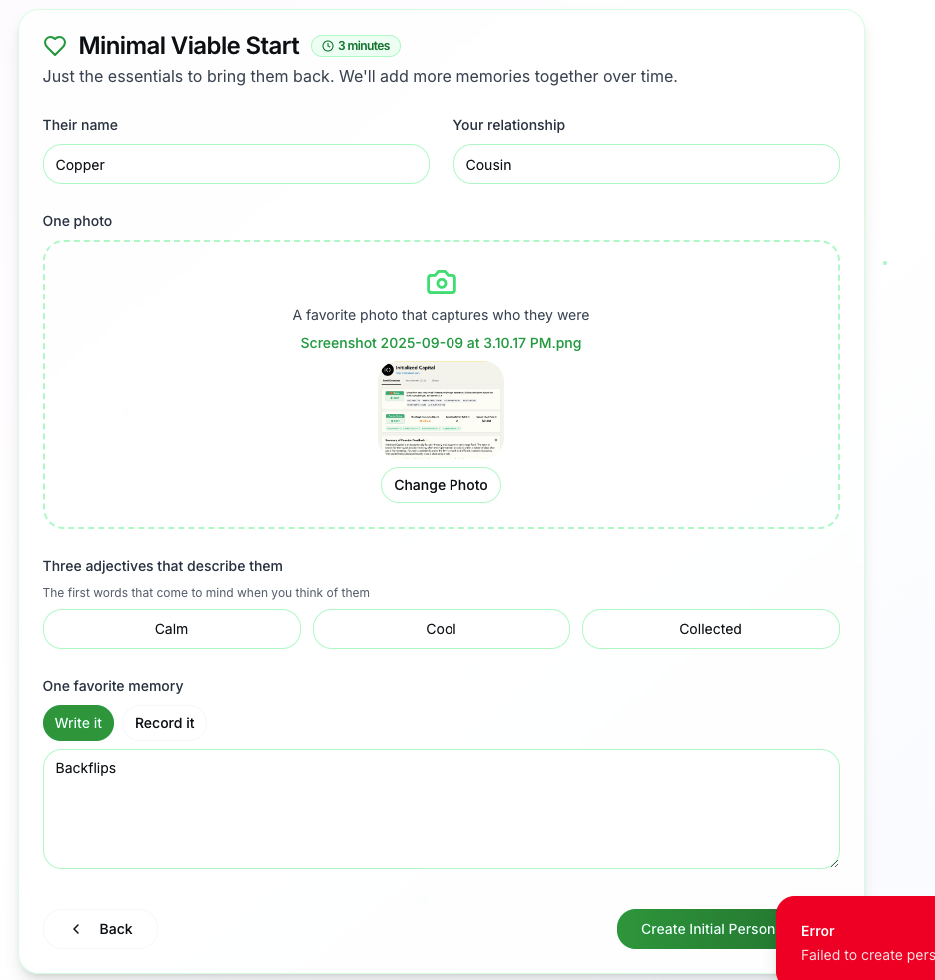 Minimal Viable Start
3 minutes
Just the essentials to bring them back. We'll add more memories together over time.
Their name
Your relationship
Copper
Cousin
One photo
A favorite photo that captures who they were
Screenshot 2025-09-09 at 3.10.17 PM.png
Initialized Capital
Change Photo
Three adjectives that describe them
The first words that come to mind when you think of them
Calm
Cool
Collected
One favorite memory
Write it
Record it
Backflips
Back
Create Initial Person
Error
Failed to create pers